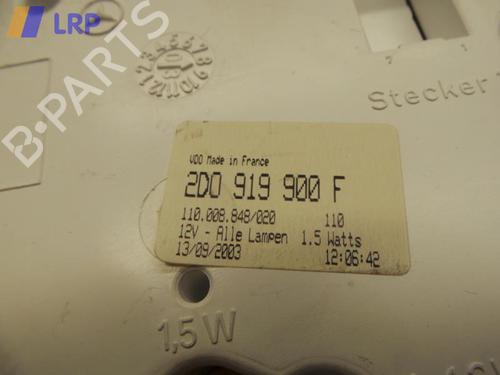 LRP
B-PARTS
Stecker
VDO Made in France
2D0 919 900 F
110.008.848/020 110
12V - Alle Lampen 1.5 Watts
13/09/2003 12:06:42
1,5W